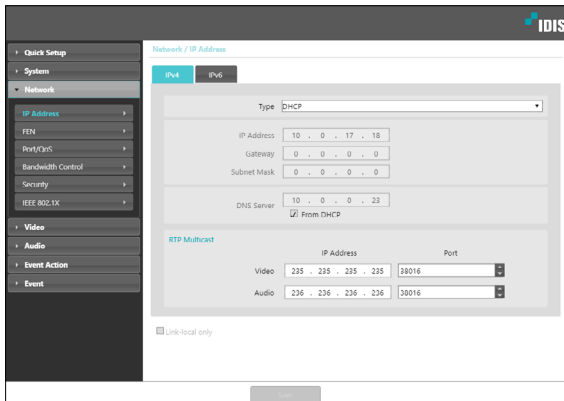 IDIS
Quick Setup
System
Network
IP Address
FEN
Port/QoS
Bandwidth Control
Security
IEEE 802.1X
Video
Audio
Event Action
Event
Network / IP Address
IPv4 IPv6
Type DHCP
IP Address 10 . 0 . 17 . 18
Gateway 0 . 0 . 0 . 0
Subnet Mask 0 . 0 . 0 . 0
DNS Server 10 . 0 . 0 . 23
From DHCP
RTP Multicast
IP Address Port
Video 235 . 235 . 235 . 235 38016
Audio 236 . 236 . 236 . 236 38016
Link-local only
Save